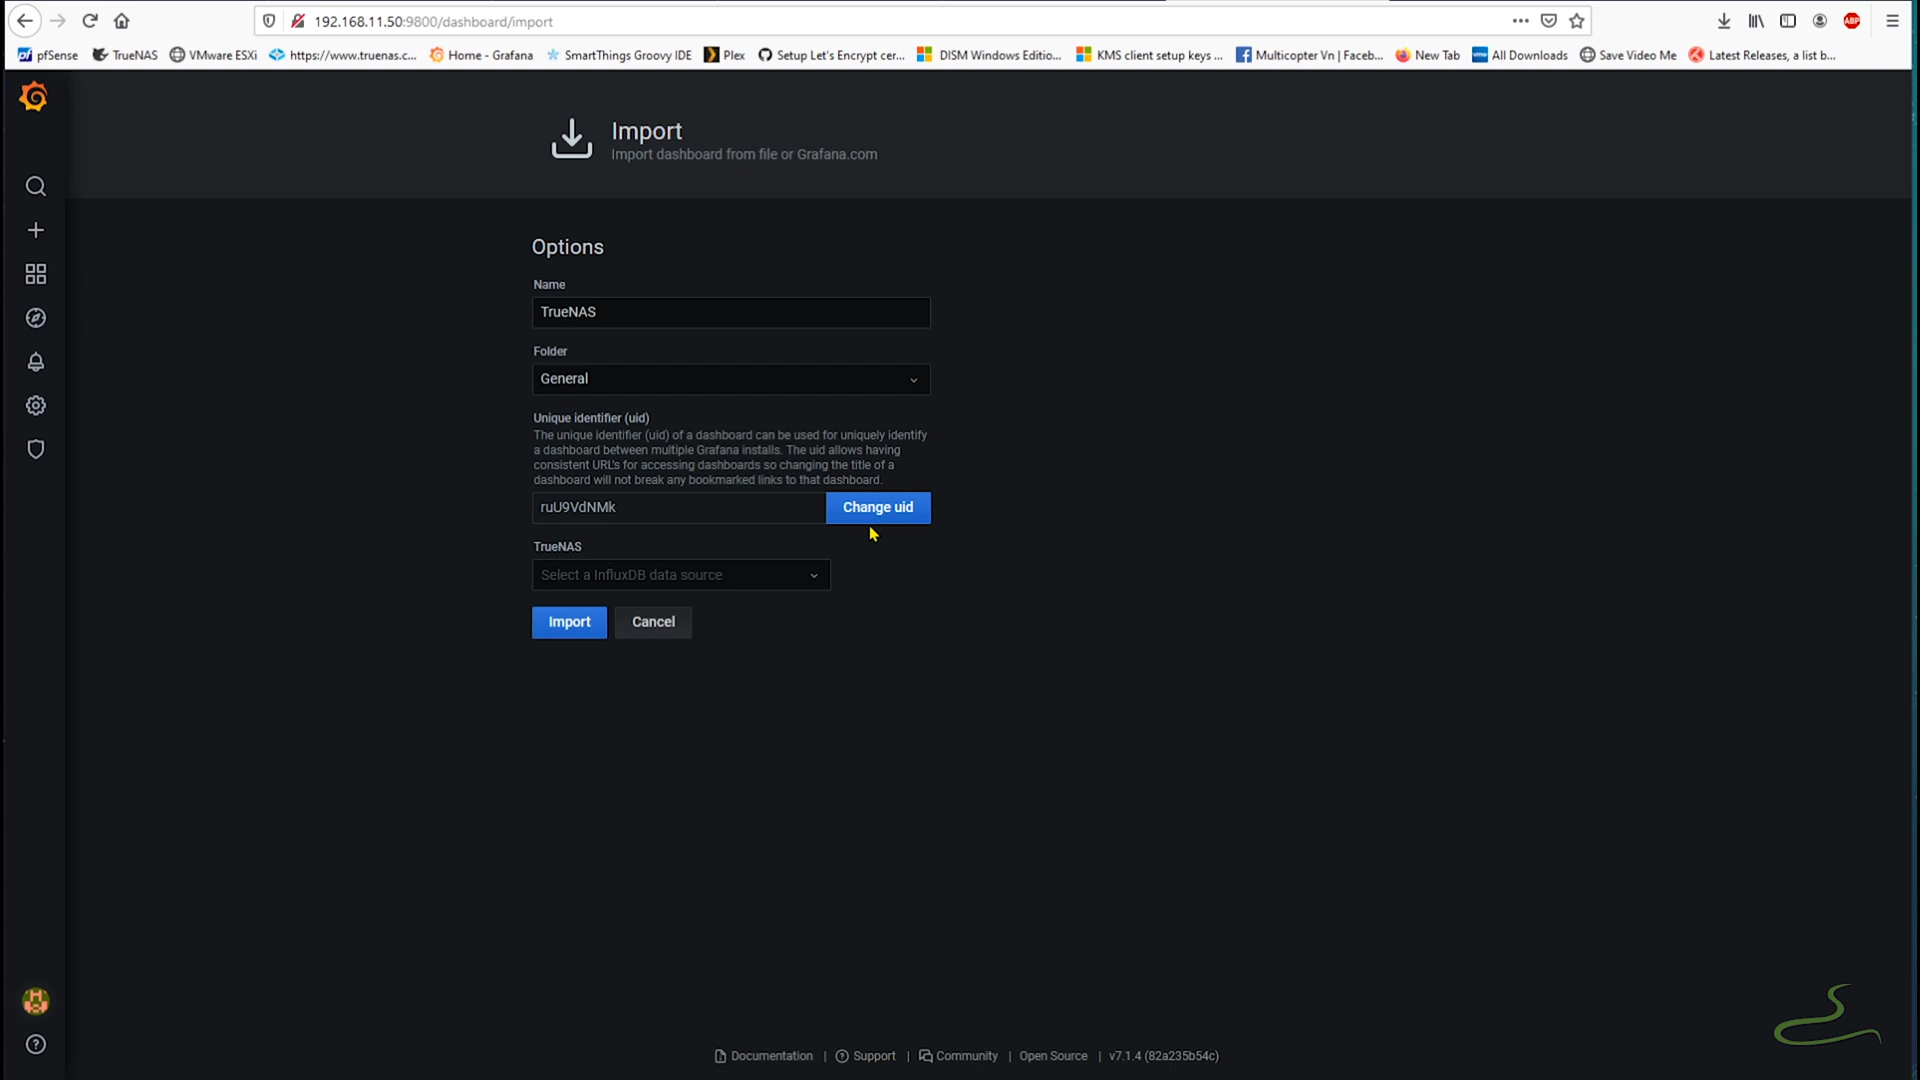 192.168.11.50:9800/dashboard/import
ABP
pfSense TrueNAS VMware ESXi https://www.truenas.c... Home - Grafana SmartThings Groovy IDE Plex Setup Let's Encrypt cer... DISM Windows Editio... KMS client setup keys ... Multicopter Vn | Faceb... New Tab vmw All Downloads Save Video Me Latest Releases, a list b...
Import
Import dashboard from file or Grafana.com
Options
Name
TrueNAS
Folder
General
Unique identifier (uid)
The unique identifier (uid) of a dashboard can be used for uniquely identify
a dashboard between multiple Grafana installs. The uid allows having
consistent URL's for accessing dashboards so changing the title of a
dashboard will not break any bookmarked links to that dashboard.
ruU9VdNMk Change uid
TrueNAS
Select a InfluxDB data source
Import Cancel
Documentation | Support | Community | Open Source | v7.1.4 (82a235b54c)